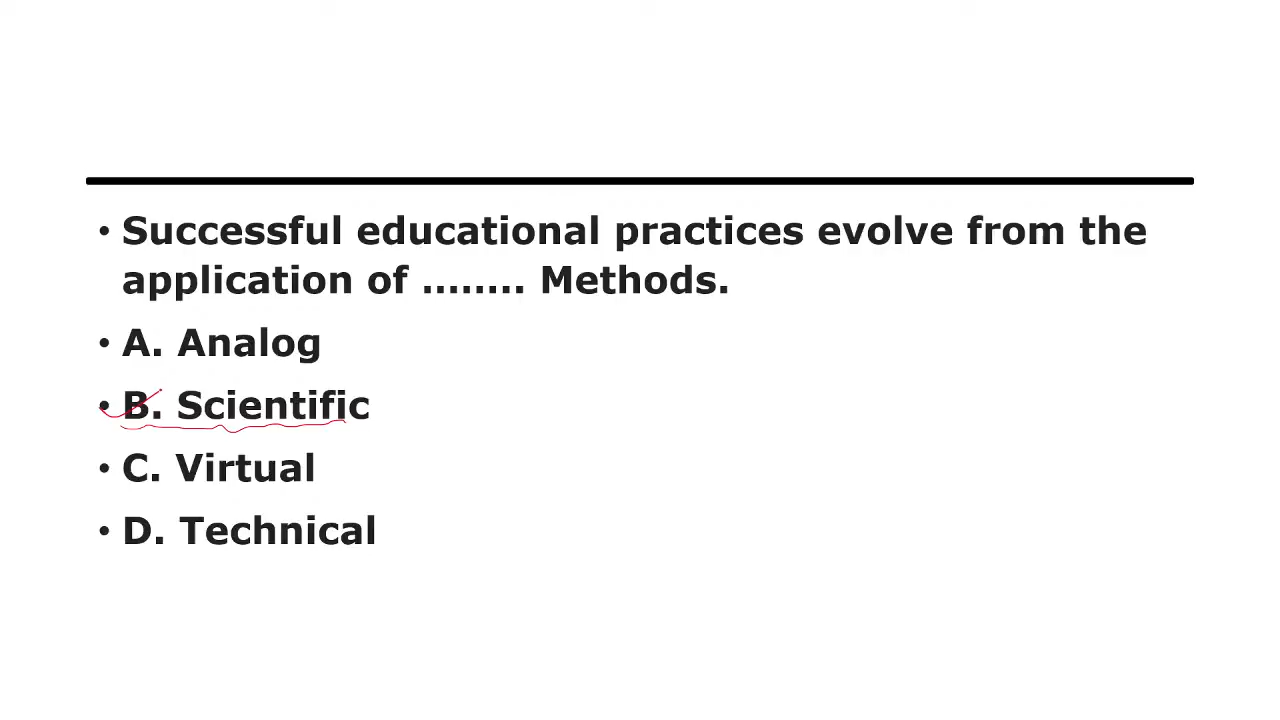 • Successful educational practices evolve from the
application of ........ Methods.
• A. Analog
• B. Scientific
• C. Virtual
• D. Technical